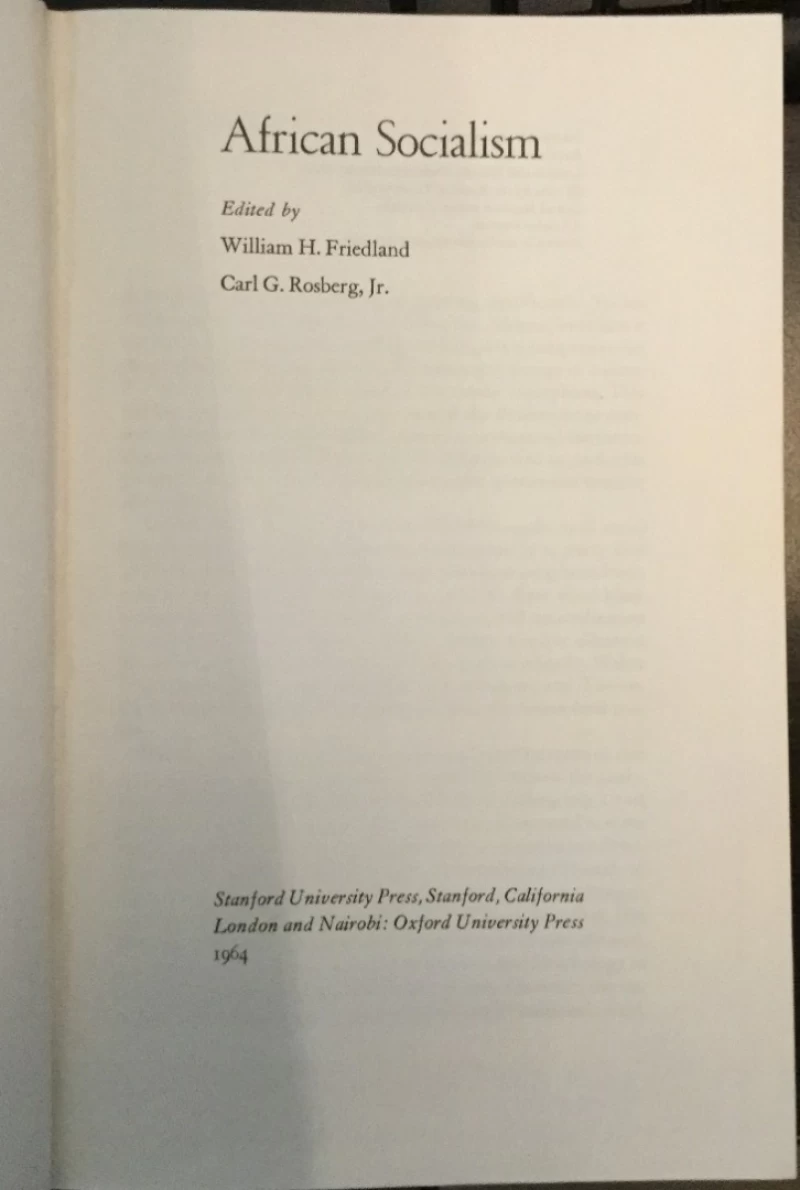 African Socialism
Edited by
William H. Friedland
Carl G. Rosberg, Jr.
Stanford University Press, Stanford, California
London and Nairobi: Oxford University Press
1964